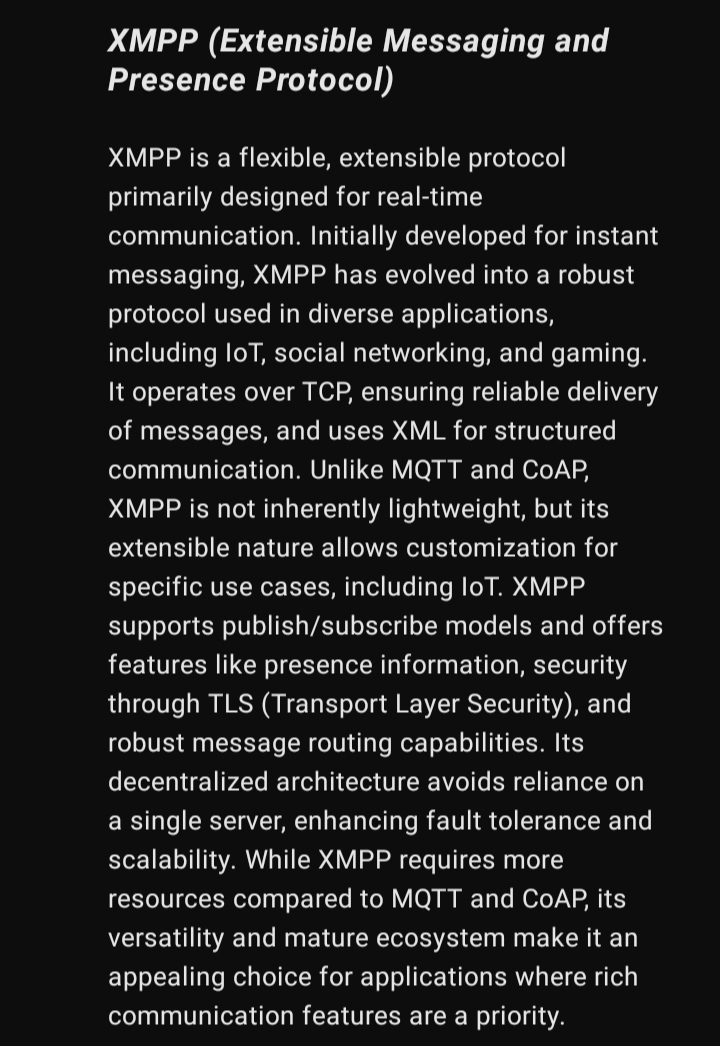 XMPP (Extensible Messaging and
Presence Protocol)
XMPP is a flexible, extensible protocol
primarily designed for real-time
communication. Initially developed for instant
messaging, XMPP has evolved into a robust
protocol used in diverse applications,
including IoT, social networking, and gaming.
It operates over TCP, ensuring reliable delivery
of messages, and uses XML for structured
communication. Unlike MQTT and CoAP,
XMPP is not inherently lightweight, but its
extensible nature allows customization for
specific use cases, including IoT. XMPP
supports publish/subscribe models and offers
features like presence information, security
through TLS (Transport Layer Security), and
robust message routing capabilities. Its
decentralized architecture avoids reliance on
a single server, enhancing fault tolerance and
scalability. While XMPP requires more
resources compared to MQTT and CoAP, its
versatility and mature ecosystem make it an
appealing choice for applications where rich
communication features are a priority.